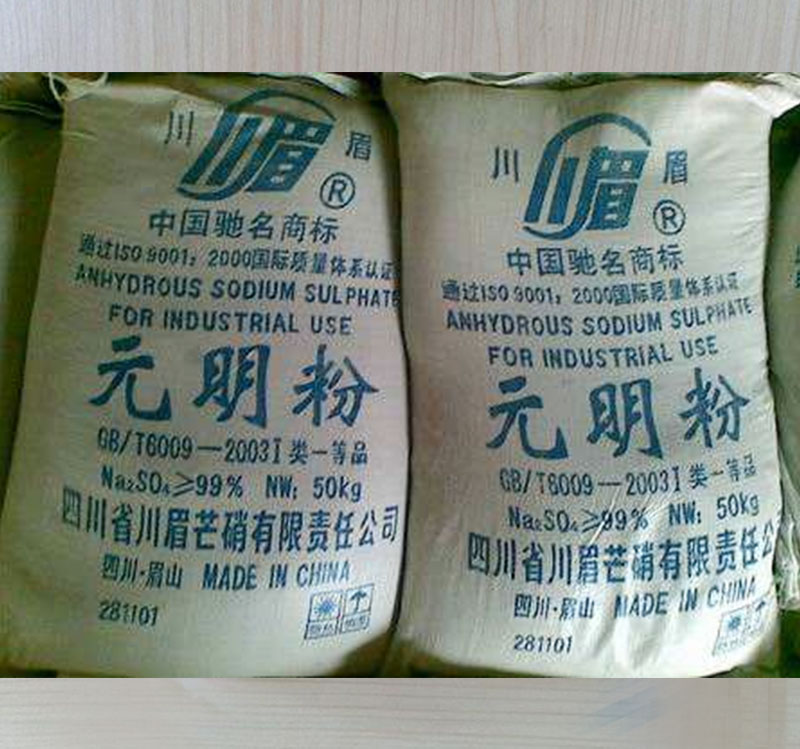 川 川眉 眉
®
中国驰名商标
通过ISO 9001：2000国际质量体系认证
ANHYDROUS SODIUM SULPHATE
FOR INDUSTRIAL USE
元明粉
GB/T6009—2003Ⅰ类一等品
Na₂SO₄≥99% NW: 50kg
四川省川眉芒硝有限责任公司
四川·眉山 MADE IN CHINA
281101
川 川眉 眉
®
中国驰名商标
通过ISO 9001，2000国际质量体系认证
ANHYDROUS SODIUM SULPHATE
FOR INDUSTRIAL USE
元明粉
GB/T6009—2003Ⅰ类一等品
Na₂SO₄≥99% NW: 50kg
四川省川眉芒硝有限责任公
四川·眉山 MADE IN CHINA
281101